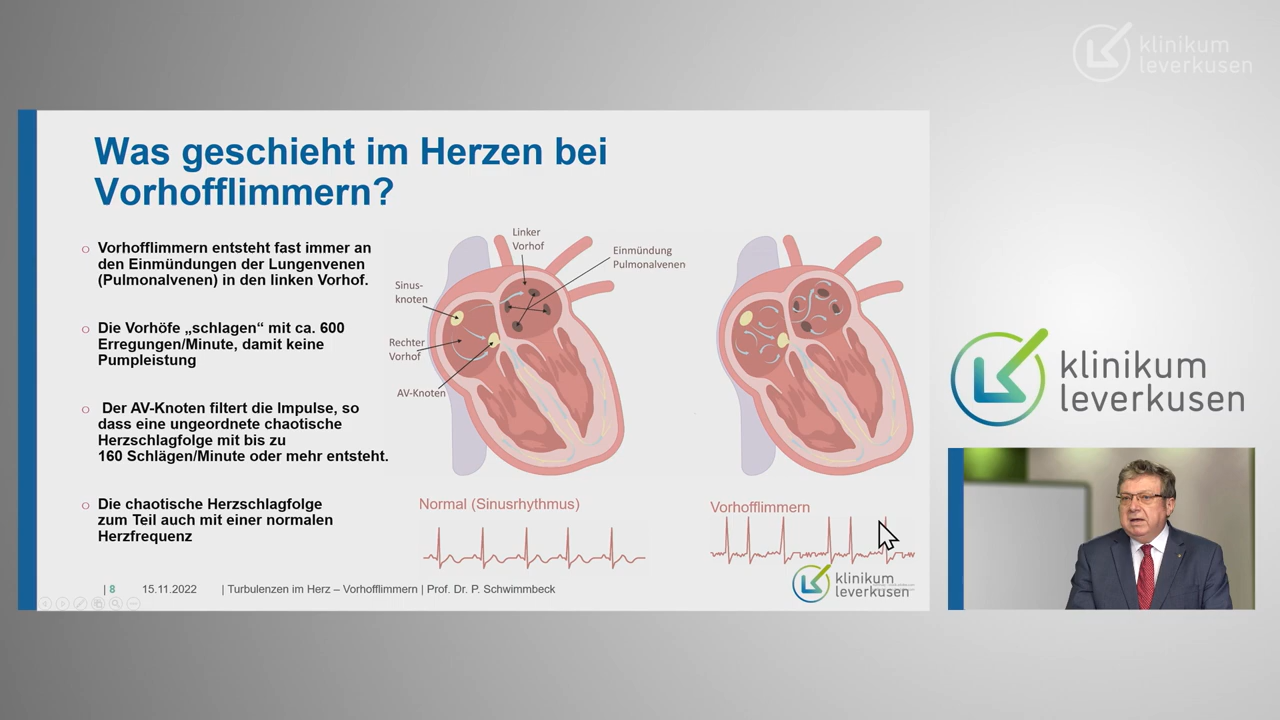 klinikum
leverkusen
Was geschieht im Herzen bei
Vorhofflimmern?
○ Vorhofflimmern entsteht fast immer an
den Einmündungen der Lungenvenen
(Pulmonalvenen) in den linken Vorhof.
○ Die Vorhöfe „schlagen“ mit ca. 600
Erregungen/Minute, damit keine
Pumpleistung
○ Der AV-Knoten filtert die Impulse, so
dass eine ungeordnete chaotische
Herzschlagfolge mit bis zu
160 Schlägen/Minute oder mehr entsteht.
○ Die chaotische Herzschlagfolge
zum Teil auch mit einer normalen
Herzfrequenz
Linker
Vorhof
Einmündung
Pulmonalvenen
Sinus-
knoten
Rechter
Vorhof
AV-Knoten
Normal (Sinusrhythmus)
Vorhofflimmern
| 8 15.11.2022 | Turbulenzen im Herz – Vorhofflimmern | Prof. Dr. P. Schwimmbeck
klinikum
leverkusen
klinikum
leverkusen